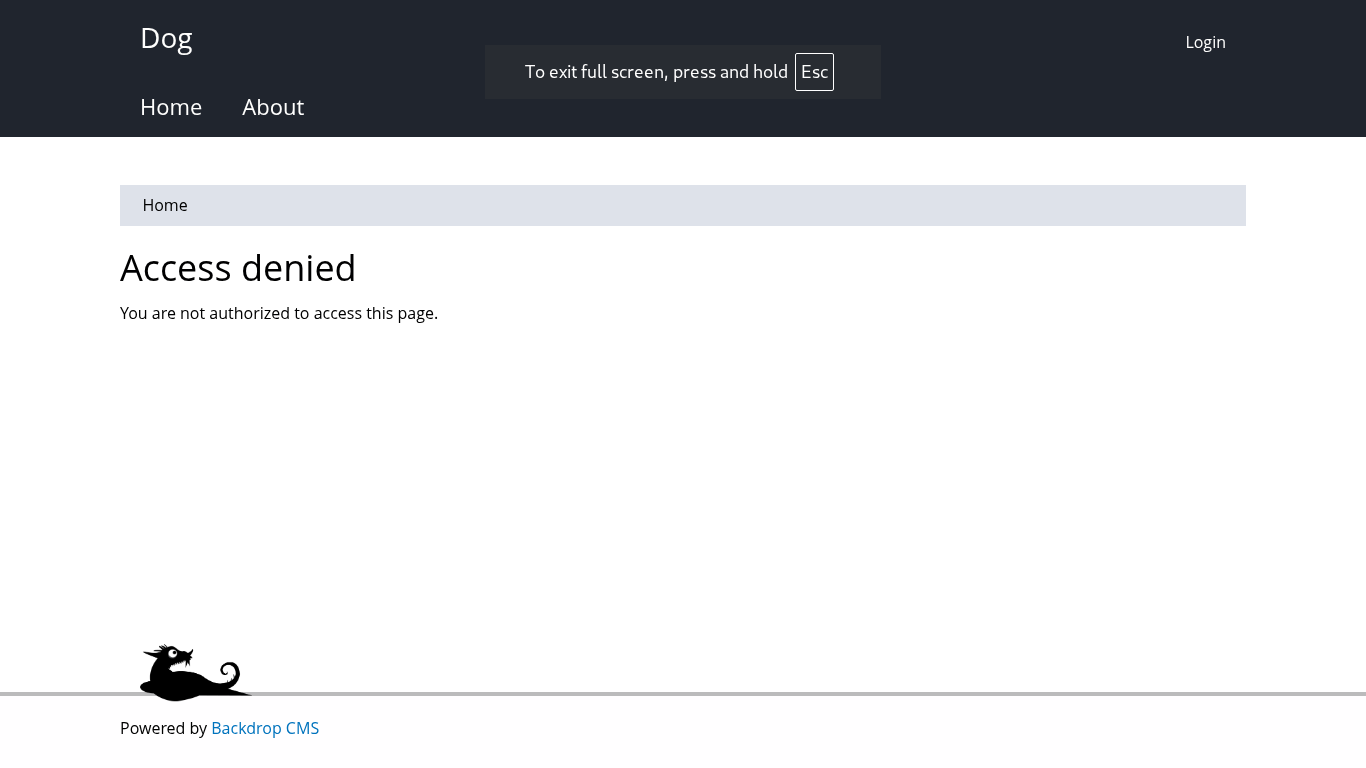 Dog
Login
To exit full screen, press and hold Esc
Home About
Home
Access denied
You are not authorized to access this page.
Powered by Backdrop CMS